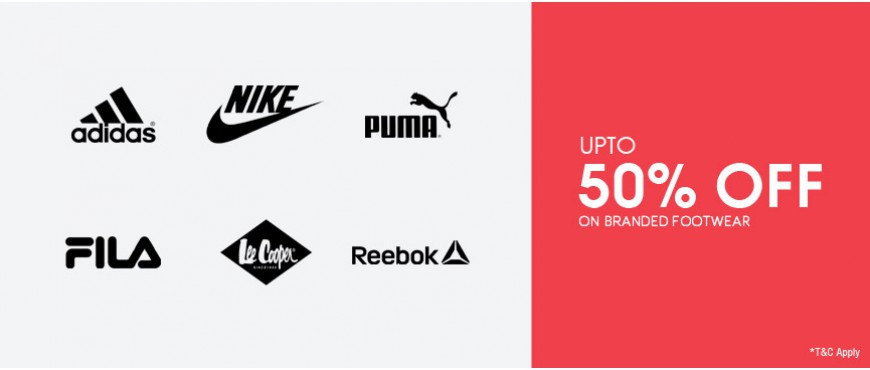 adidas
NIKE
PUMA
FILA
Lee Cooper
Reebok
UPTO
50% OFF
ON BRANDED FOOTWEAR
*T&C Apply